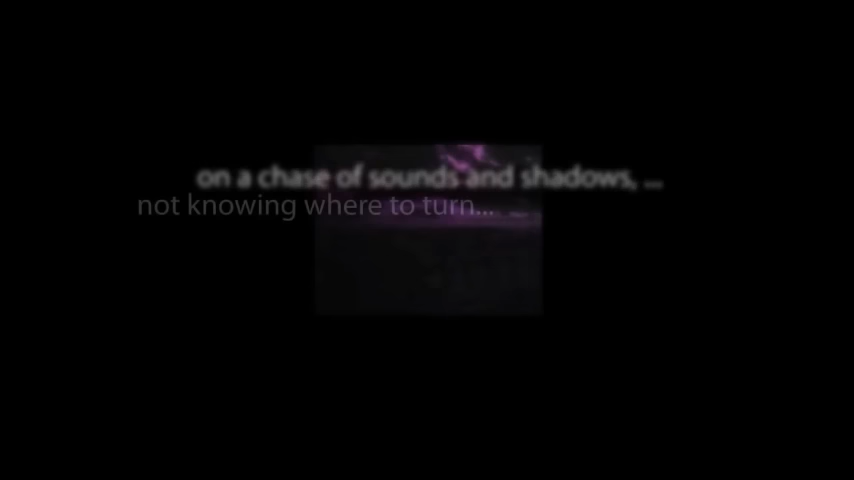 on a chase of sounds and shadows, ...
not knowing where to turn...